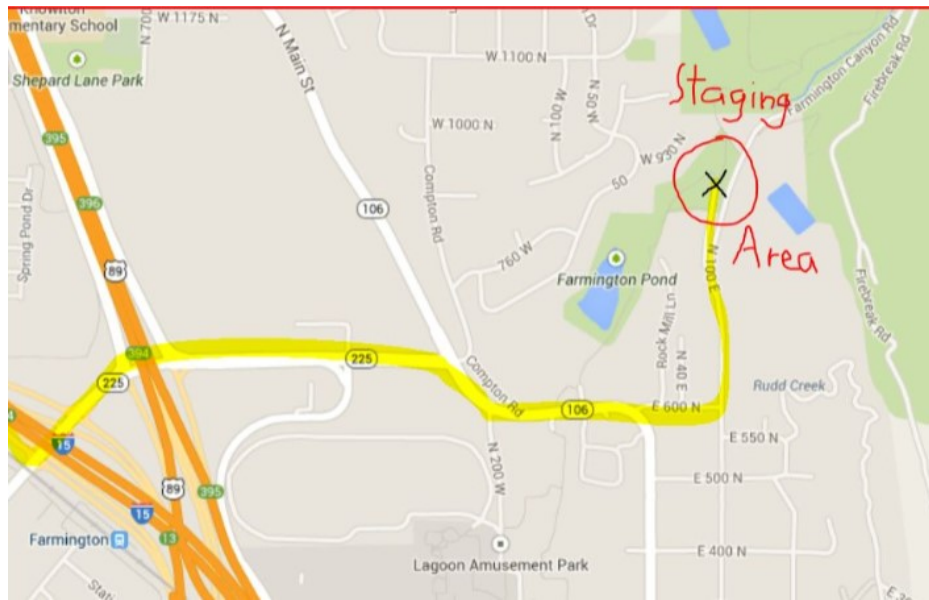 Knowlton
mentary School
W 1175 N
N 700
Shepard Lane Park
N Main St
W 1100 N
Dr
N 50 W
N 100 W
W 1000 N
Compton Rd
W 930 N
50
Staging
Farmington Canyon Rd
Firebreak Rd
395
396
106
Spring Pond Dr
89
760 W
Farmington Pond
Area
N 100 E
Firebreak Rd
Rock Mill Ln
N 40 E
394
225
225
Compton Rd
106
E 600 N
Rudd Creek
E 550 N
15
N 200 W
E 500 N
89
395
15
13
Farmington
E 400 N
Lagoon Amusement Park
Stati